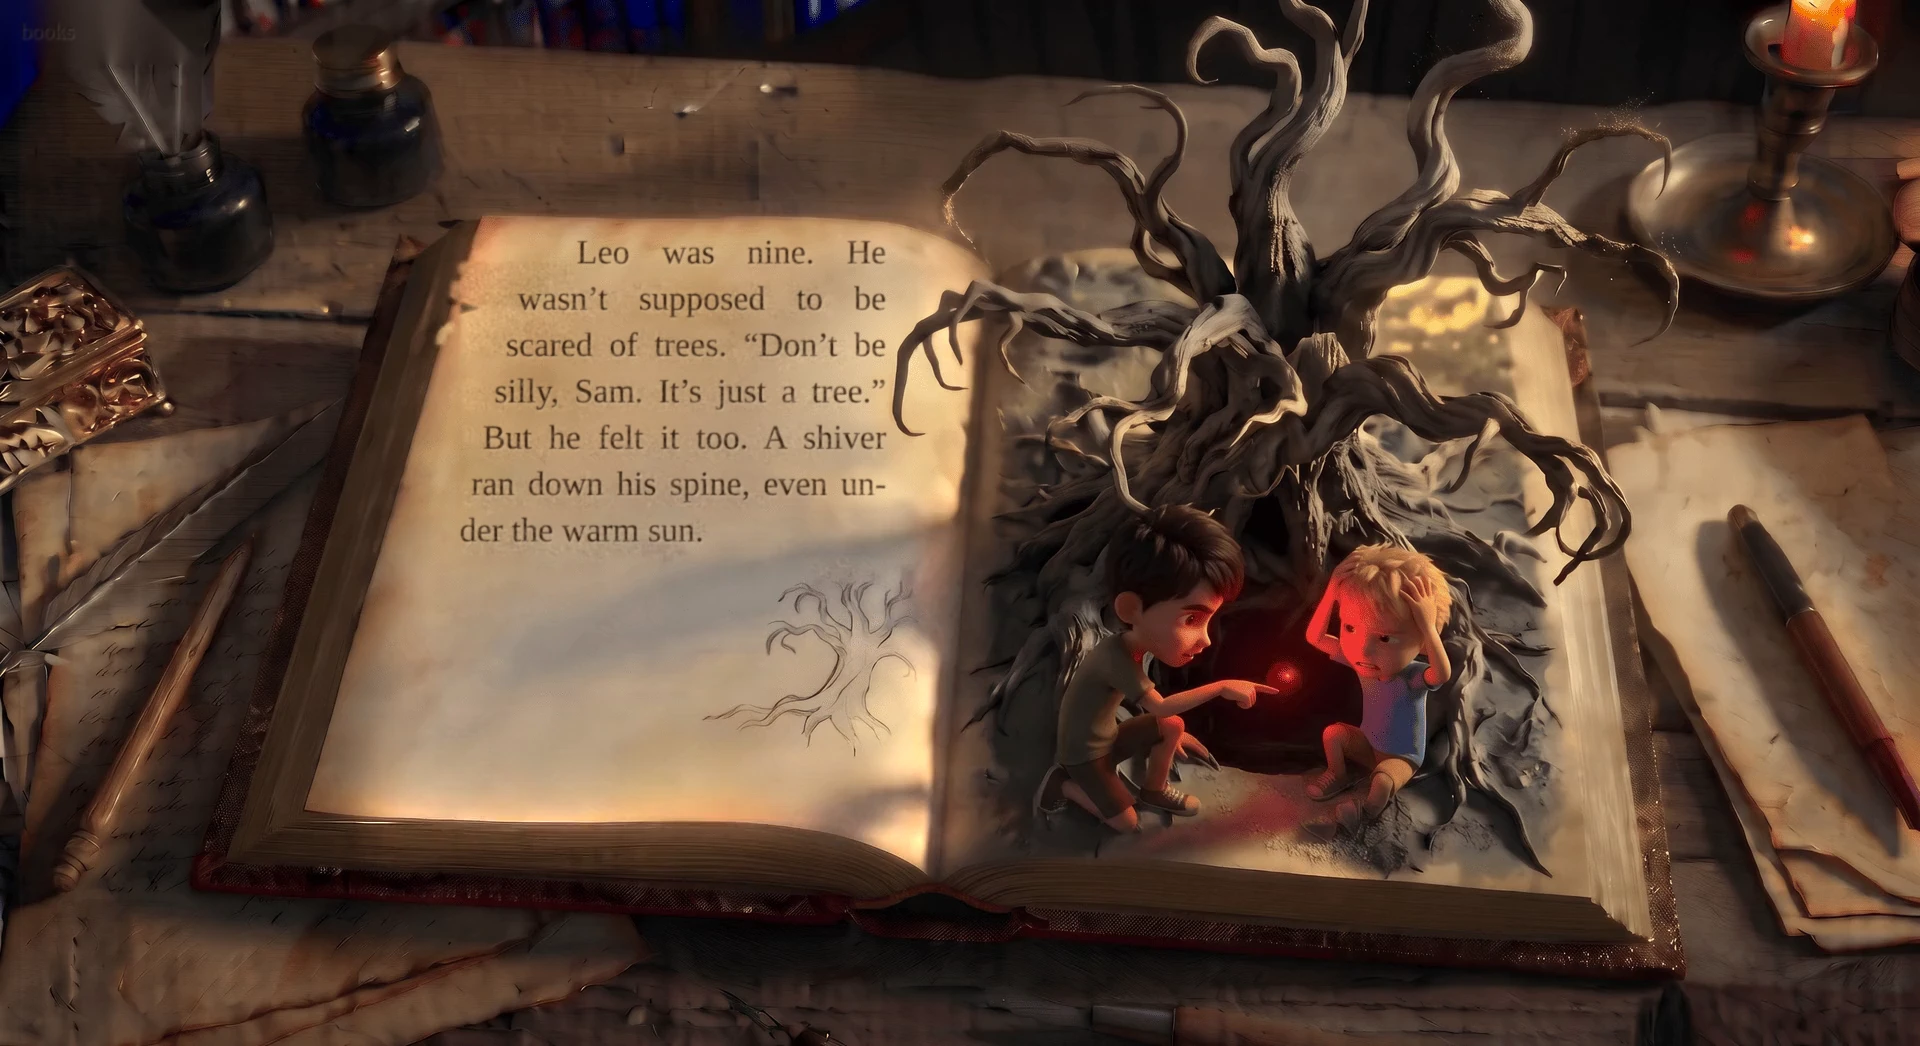 books
Leo was nine. He
wasn’t supposed to be
scared of trees. “Don’t be
silly, Sam. It’s just a tree.”
But he felt it too. A shiver
ran down his spine, even un-
der the warm sun.